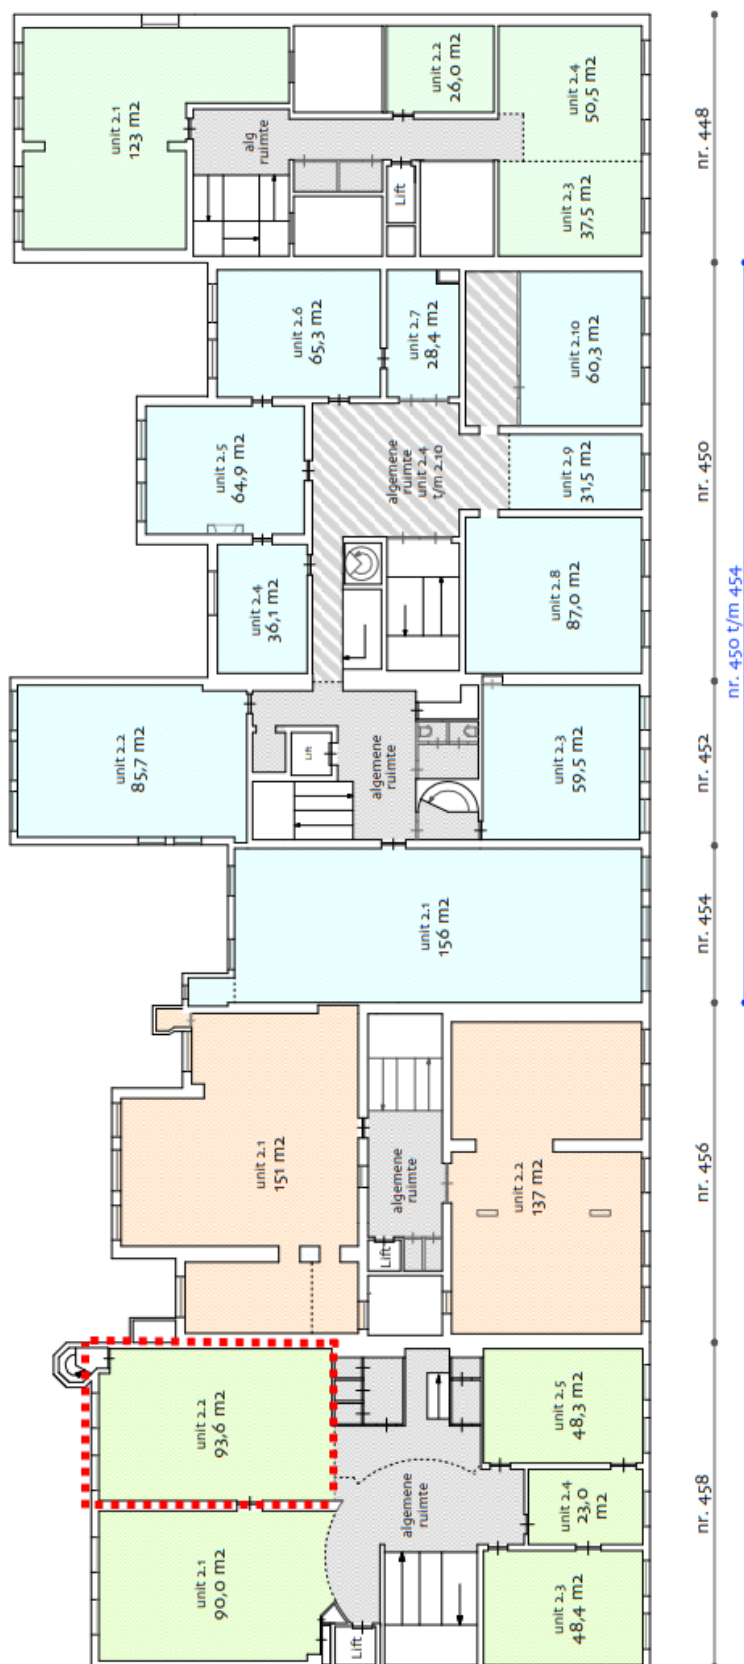 unit 2.1
123 m2
alg
ruimte
unit 2.2
26,0 m2
unit 2.4
50,5 m2
Lift
unit 2.3
37,5 m2
nr. 448
unit 2.6
65,3 m2
unit 2.7
28,4 m2
unit 2.10
60,3 m2
unit 2.5
64,9 m2
algemene
ruimte
unit 2.4
t/m 2.10
unit 2.9
31,5 m2
unit 2.4
36,1 m2
unit 2.8
87,0 m2
nr. 450
nr. 450 t/m 454
unit 2.2
85,7 m2
Lift
algemene
ruimte
unit 2.3
59,5 m2
nr. 452
unit 2.1
156 m2
nr. 454
unit 2.1
151 m2
algemene
ruimte
Lift
unit 2.2
137 m2
nr. 456
unit 2.2
93,6 m2
unit 2.5
48,3 m2
unit 2.1
90,0 m2
algemene
ruimte
unit 2.4
23,0
m2
Lift
unit 2.3
48,4 m2
nr. 458